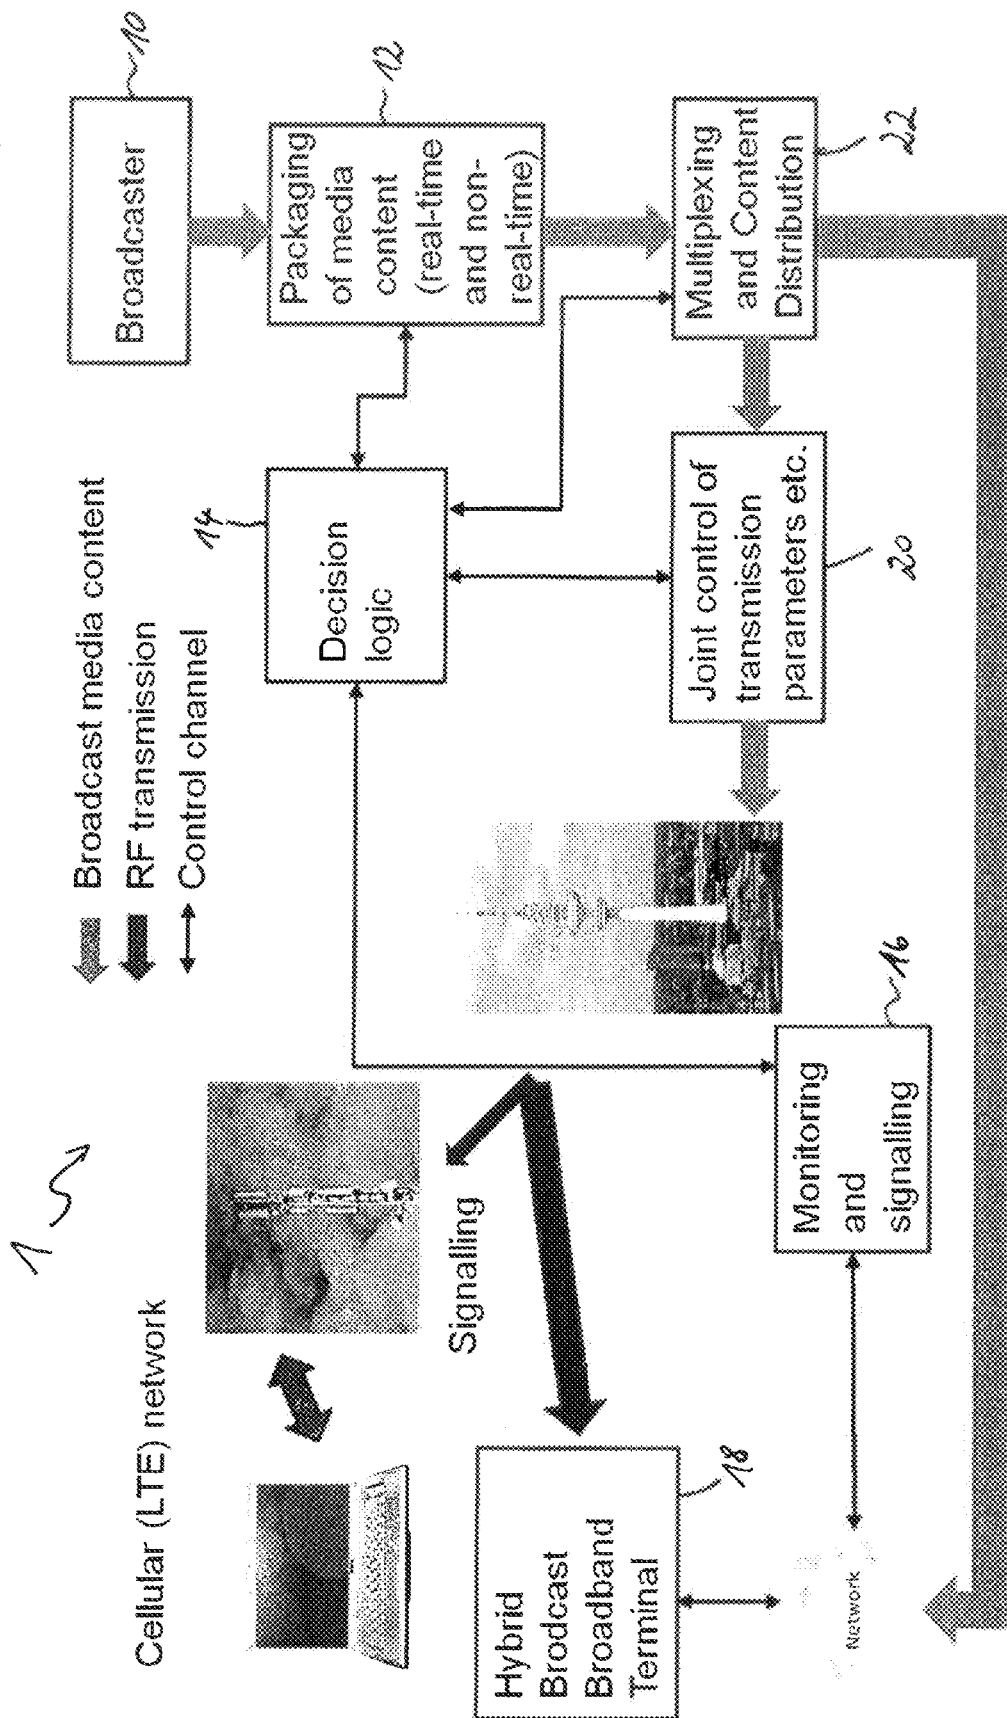 1
Cellular (LTE) network
Signalling
Broadcast media content
RF transmission
Control channel
Broadcaster
10
Packaging
of media
content
(real-time
and non-
real-time)
12
Decision
logic
14
Multiplexing
and Content
Distribution
22
Joint control of
transmission
parameters etc.
20
Monitoring
and
signalling
16
Hybrid
Brodcast
Broadband
Terminal
18
Network